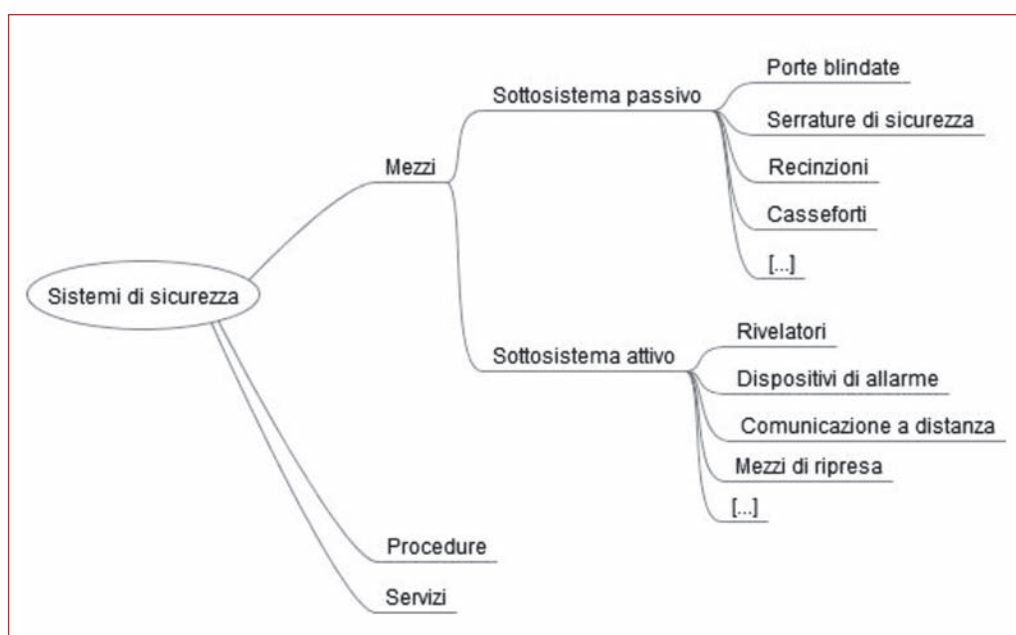 Sistemi di sicurezza
Mezzi
Sottosistema passivo
Porte blindate
Serrature di sicurezza
Recinzioni
Casseforti
[...]
Sottosistema attivo
Rivelatori
Dispositivi di allarme
Comunicazione a distanza
Mezzi di ripresa
[...]
Procedure
Servizi